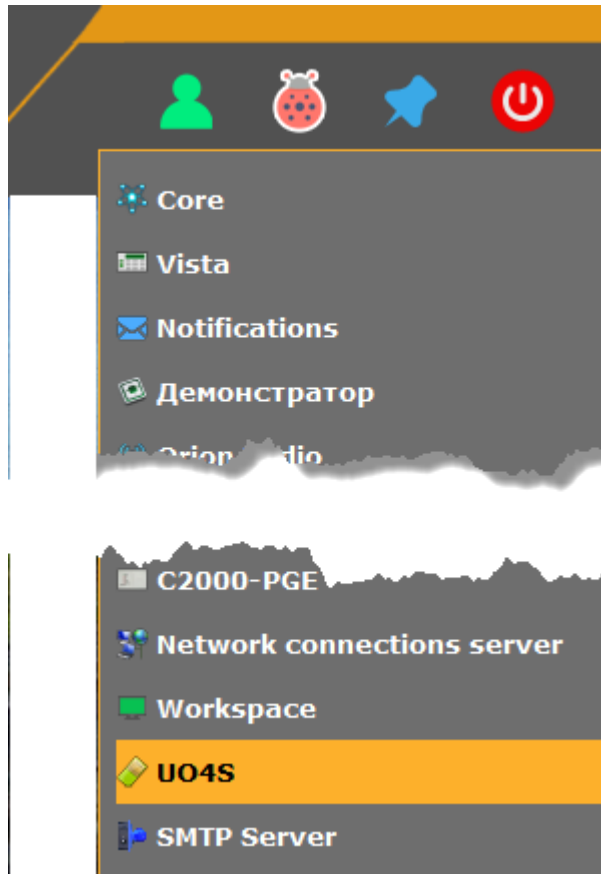 Core
Vista
Notifications
Демонстратор
C2000-PGE
Network connections server
Workspace
UO4S
SMTP Server